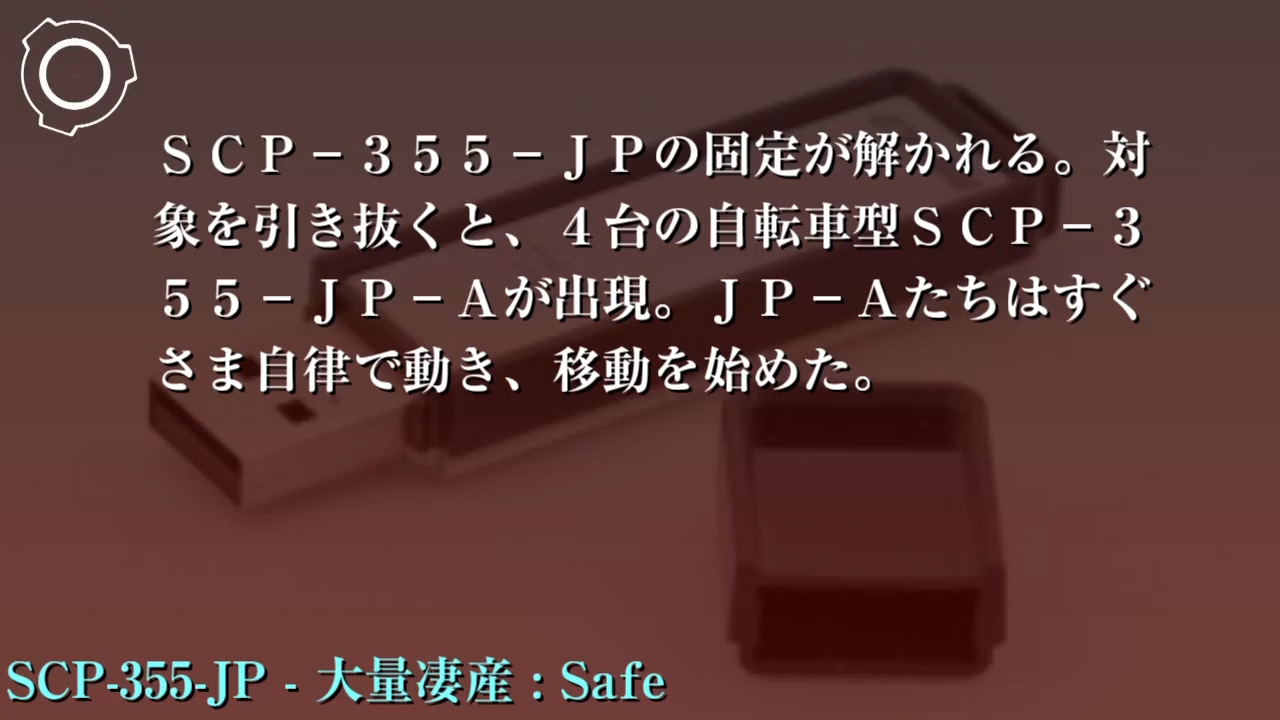 ＳＣＰ－３５５－ＪＰの固定が解かれる。対
象を引き抜くと、４台の自転車型ＳＣＰ－３
５５－ＪＰ－Ａが出現。ＪＰ－Ａたちはすぐ
さま自律で動き、移動を始めた。
SCP-355-JP - 大量凄産 : Safe